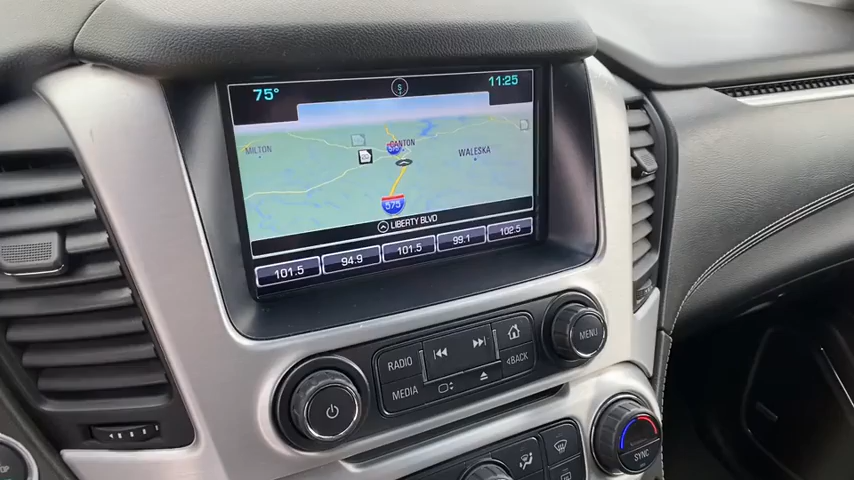 75° S 11:25
MILTON
CANTON
WALESKA
575
575
LIBERTY BLVD
101.5 94.9 101.5 99.1 102.5
RADIO
MEDIA
BACK
MENU
SYNC